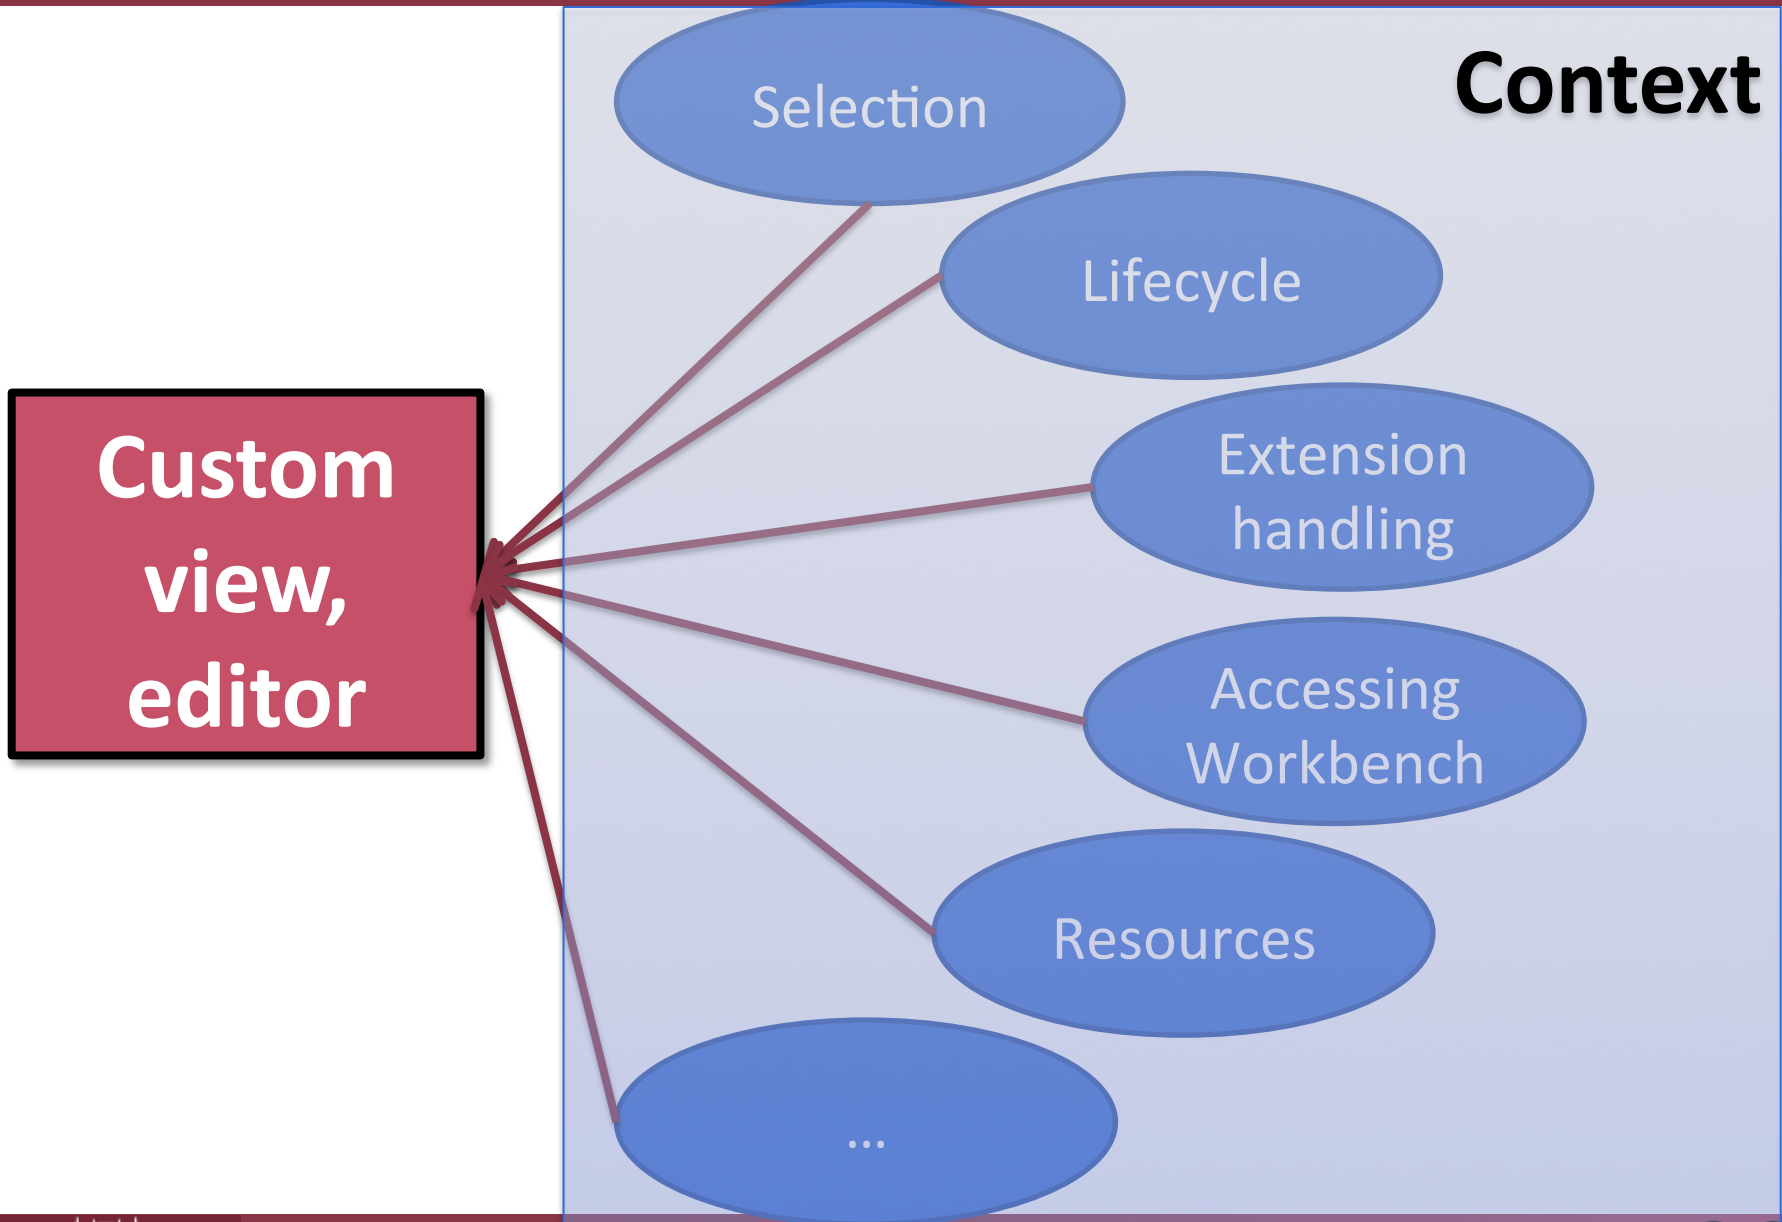 Context
Selection
Lifecycle
Extension
handling
Custom
view,
editor
Accessing
Workbench
Resources
...